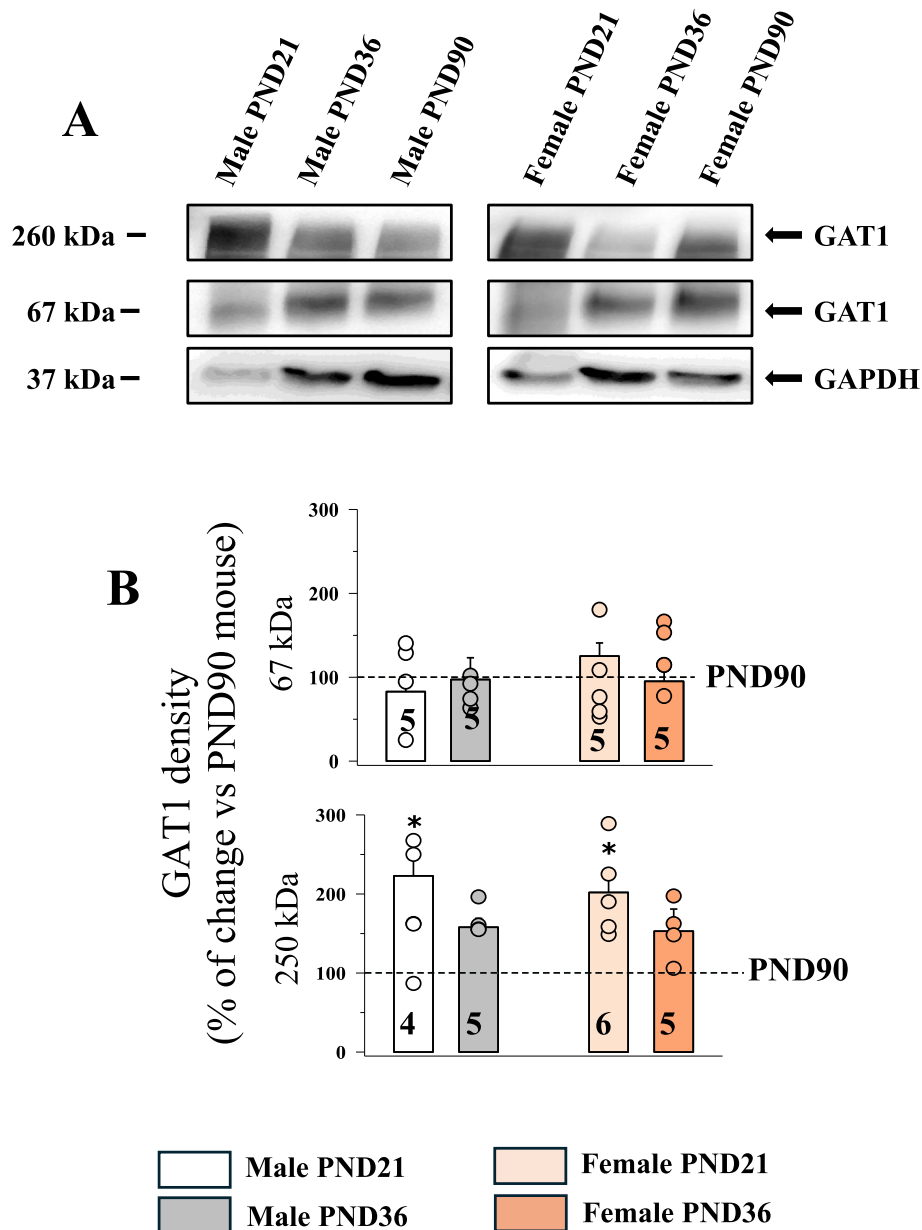 A
Male PND21
Male PND36
Male PND90
Female PND21
Female PND36
Female PND90
260 kDa
GAT1
67 kDa
GAT1
37 kDa
GAPDH
B
GAT1 density
(% of change vs PND90 mouse)
67 kDa
300
200
100
0
5
5
5
5
PND90
250 kDa
300
200
100
0
*
*
4
5
6
5
PND90
Male PND21
Female PND21
Male PND36
Female PND36